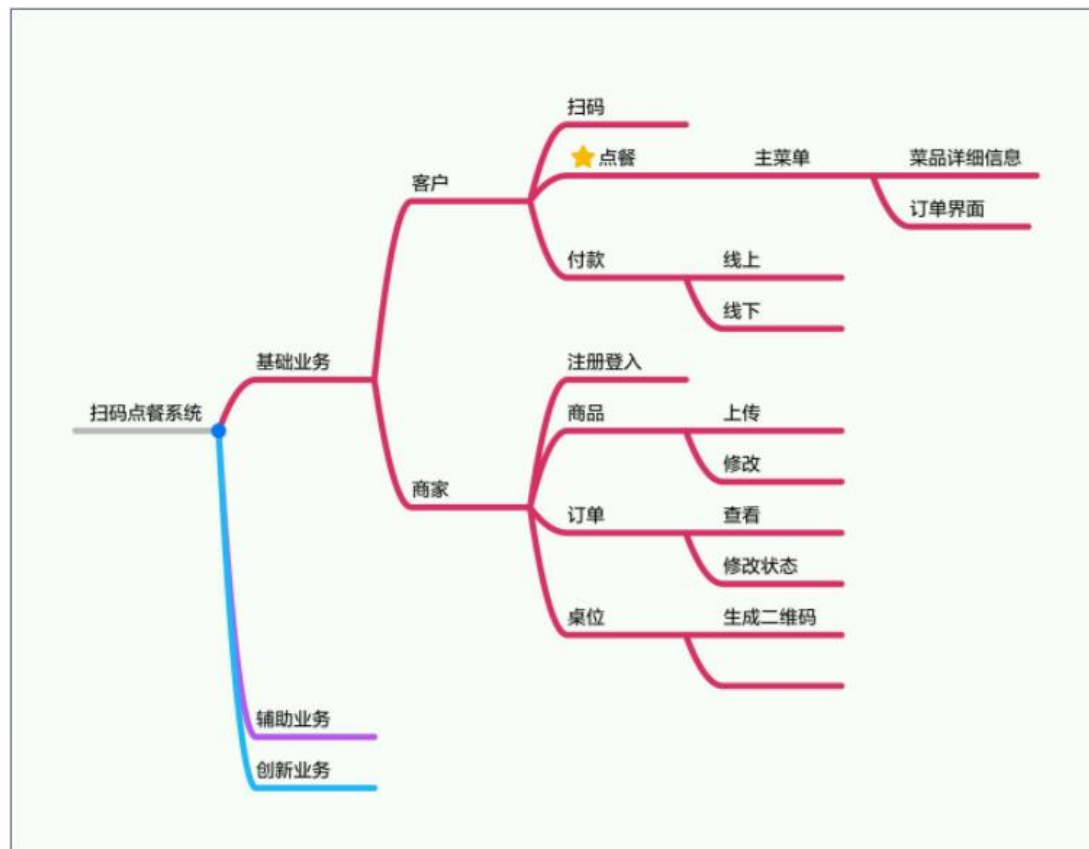 扫码
点餐
主菜单
菜品详细信息
客户
订单界面
付款
线上
线下
基础业务
注册登入
扫码点餐系统
商品
上传
修改
商家
订单
查看
修改状态
桌位
生成二维码
辅助业务
创新业务